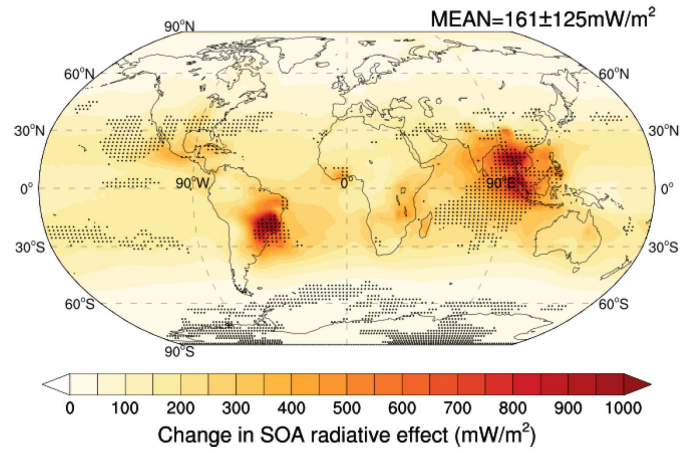 90°N
MEAN=161±125mW/m²
60°N 60°N
30°N 30°N
0° 90°W 0° 90°E 0°
30°S 30°S
60°S 60°S
90°S
0 100 200 300 400 500 600 700 800 900 1000
Change in SOA radiative effect (mW/m²)